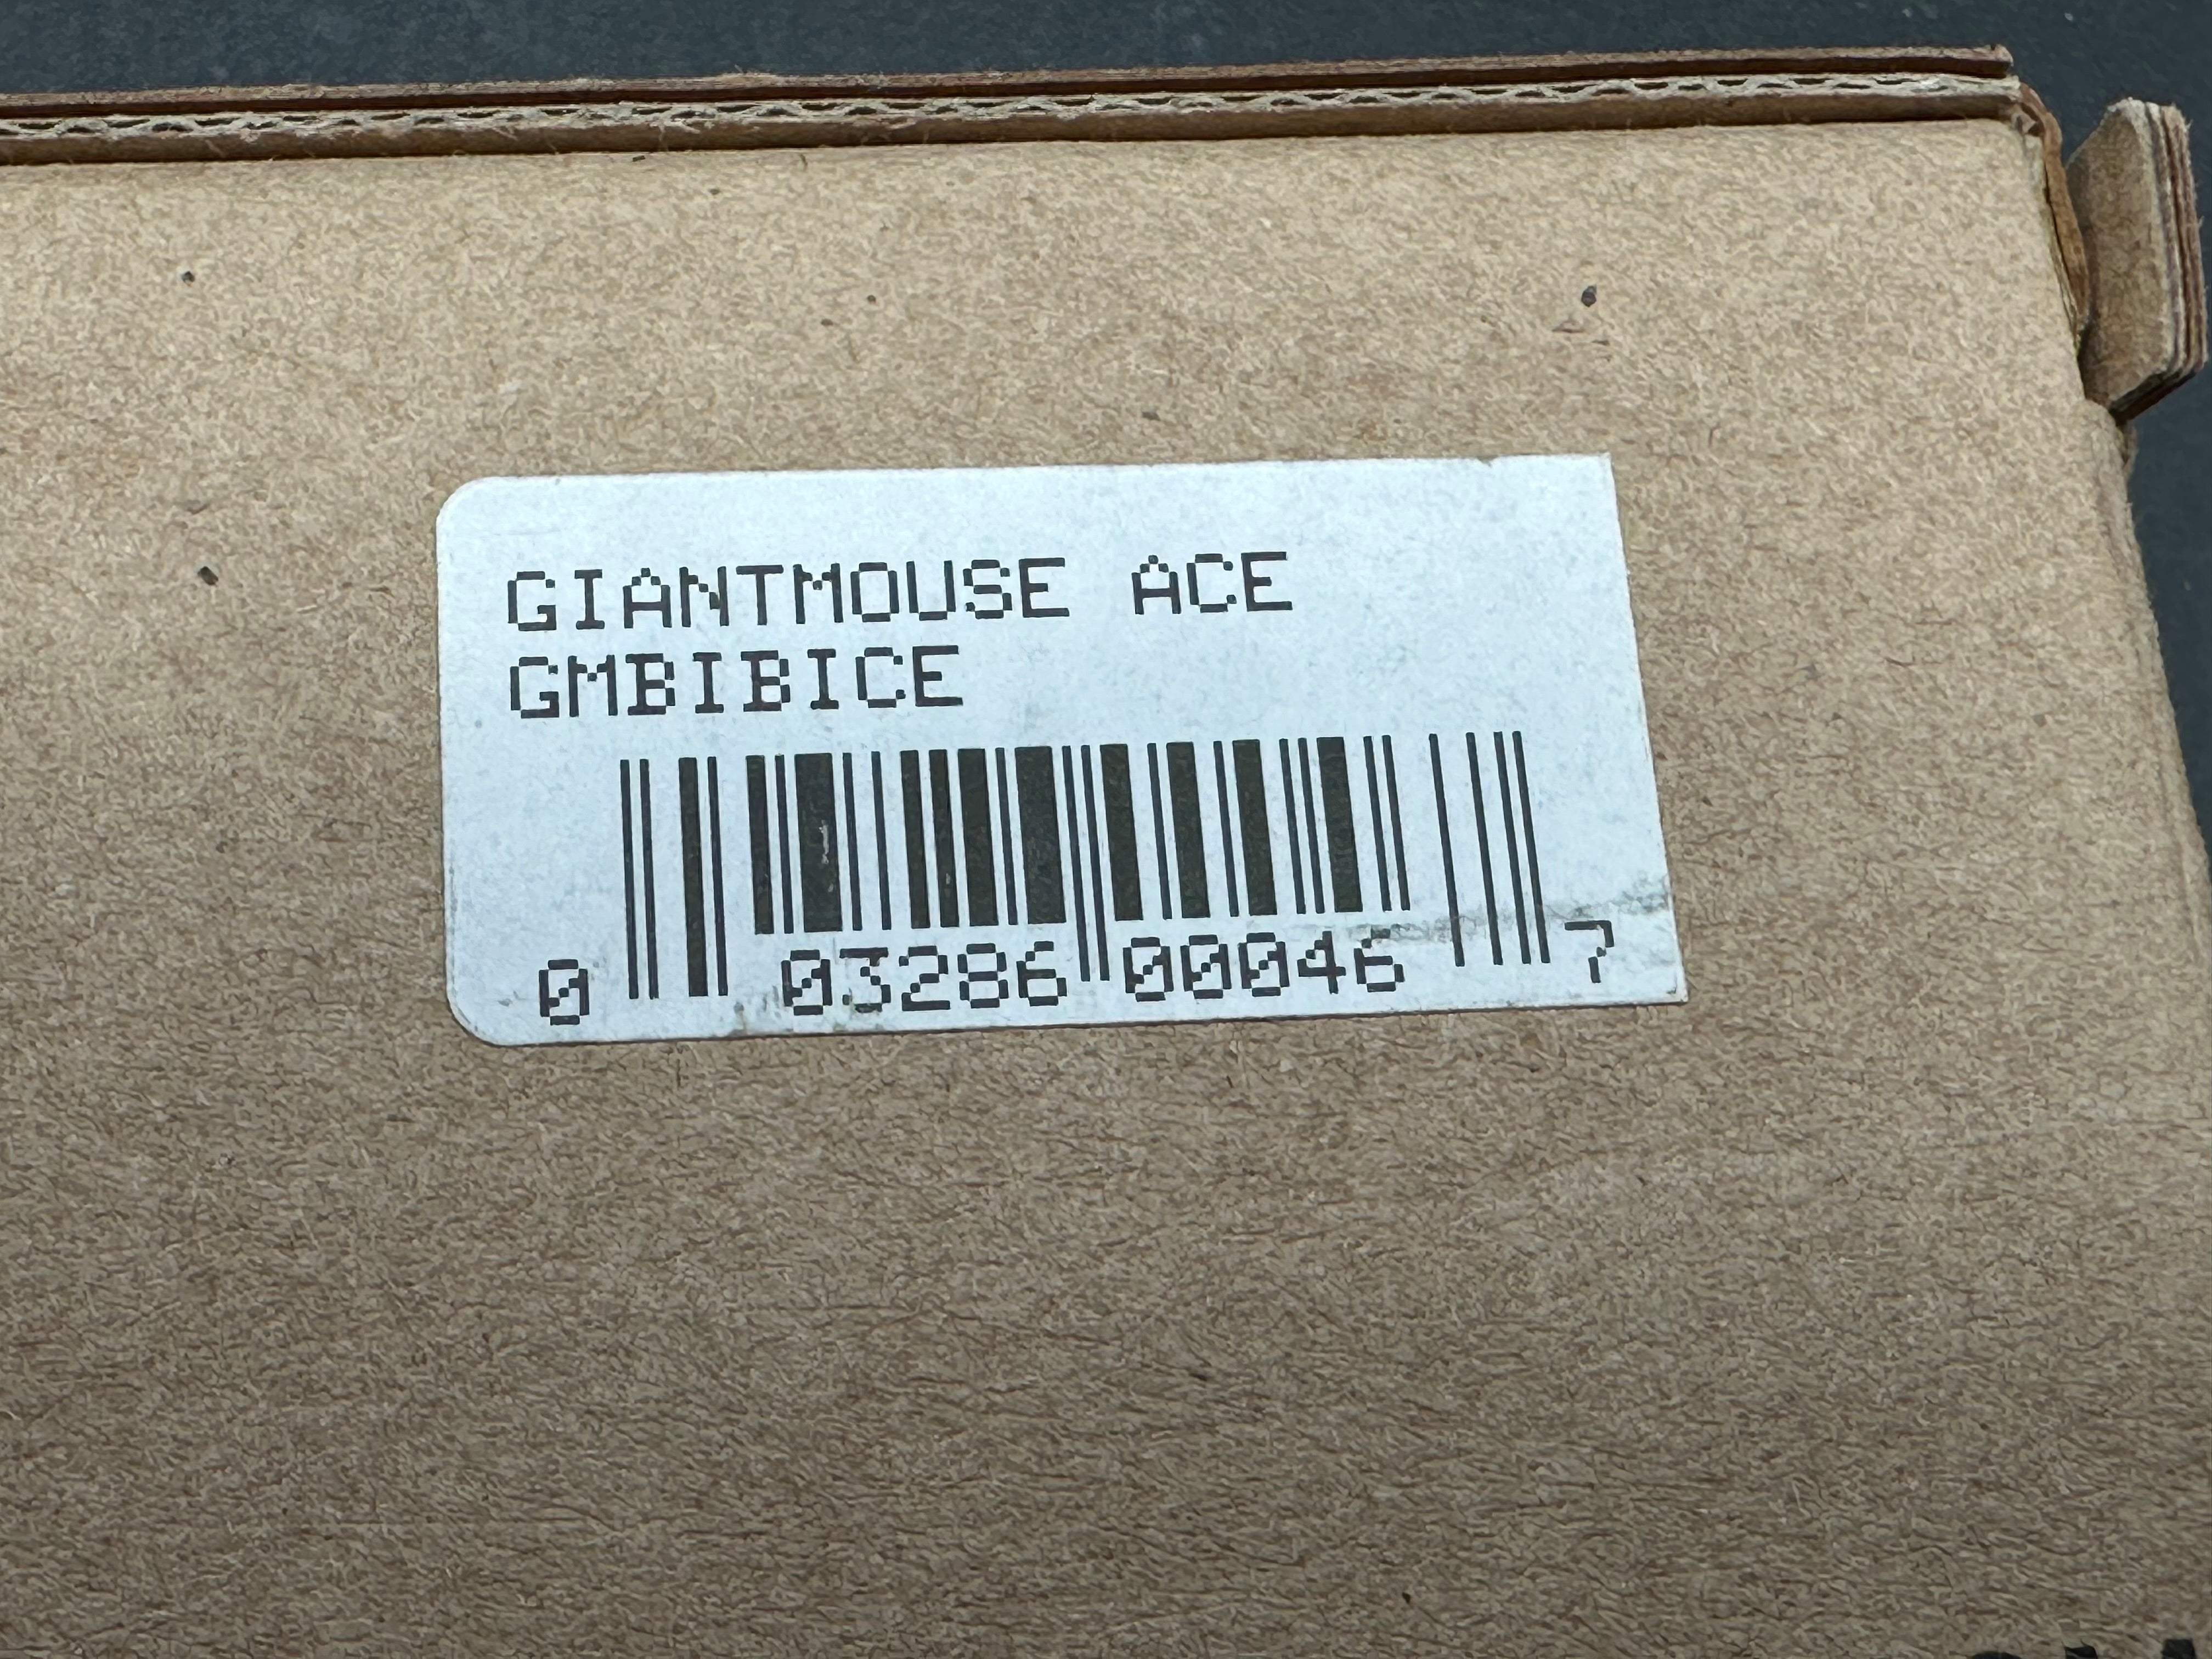 GIANTMOUSE ACE
GMBIBICE
0 03286 00046 7